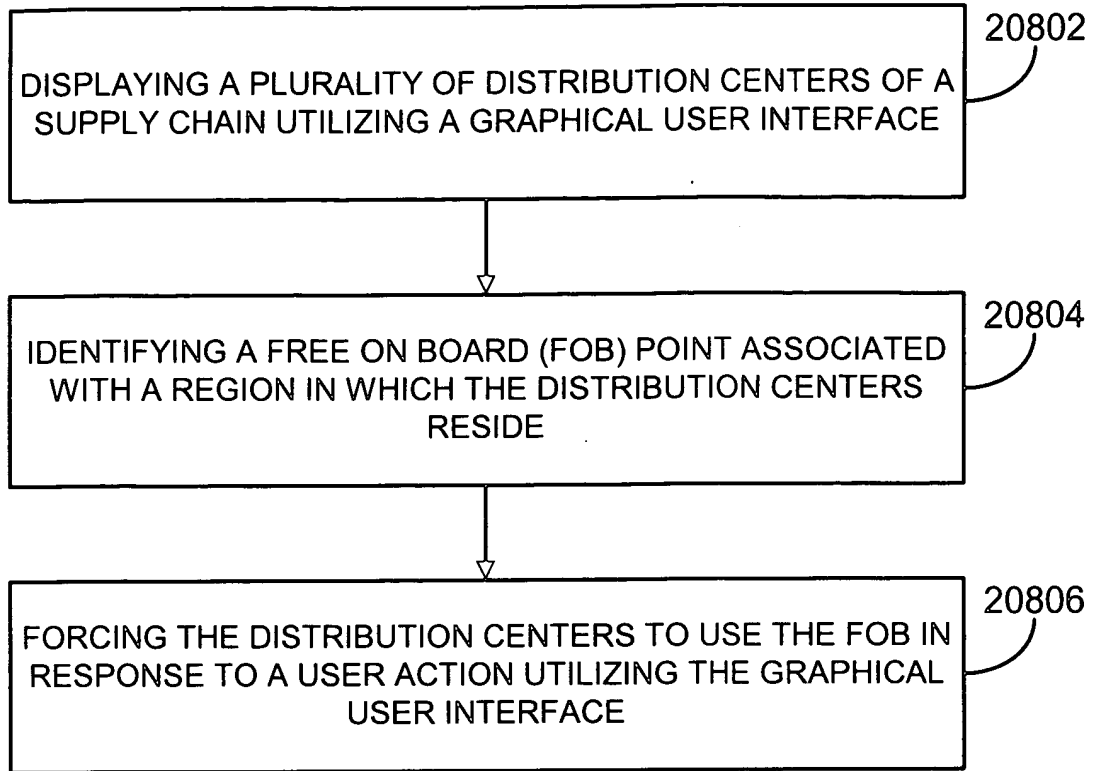 20802
DISPLAYING A PLURALITY OF DISTRIBUTION CENTERS OF A
SUPPLY CHAIN UTILIZING A GRAPHICAL USER INTERFACE
20804
IDENTIFYING A FREE ON BOARD (FOB) POINT ASSOCIATED
WITH A REGION IN WHICH THE DISTRIBUTION CENTERS
RESIDE
20806
FORCING THE DISTRIBUTION CENTERS TO USE THE FOB IN
RESPONSE TO A USER ACTION UTILIZING THE GRAPHICAL
USER INTERFACE